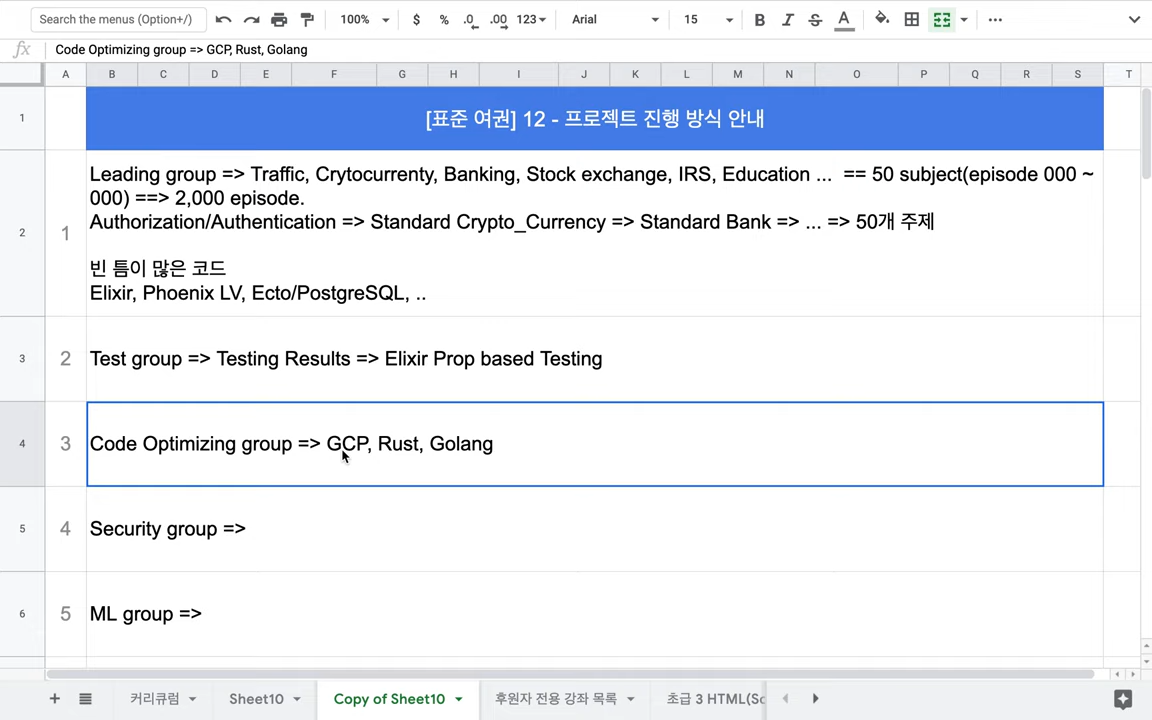 Search the menus (Option+/)
100%
$
%
.0
.00
123
Arial
15
B
I
S
A
fx
Code Optimizing group => GCP, Rust, Golang
A B C D E F G H I J K L M N O P Q R S T
1
[표준 여권] 12 - 프로젝트 진행 방식 안내
2
1
Leading group => Traffic, Crytocurrenty, Banking, Stock exchange, IRS, Education ... == 50 subject(episode 000 ~
000) ==> 2,000 episode.
Authorization/Authentication => Standard Crypto_Currency => Standard Bank => ... => 50개 주제
빈 틈이 많은 코드
Elixir, Phoenix LV, Ecto/PostgreSQL, ..
3
2
Test group => Testing Results => Elixir Prop based Testing
4
3
Code Optimizing group => GCP, Rust, Golang
5
4
Security group =>
6
5
ML group =>
커리큘럼
Sheet10
Copy of Sheet10
후원자 전용 강좌 목록
초급 3 HTML(Sc